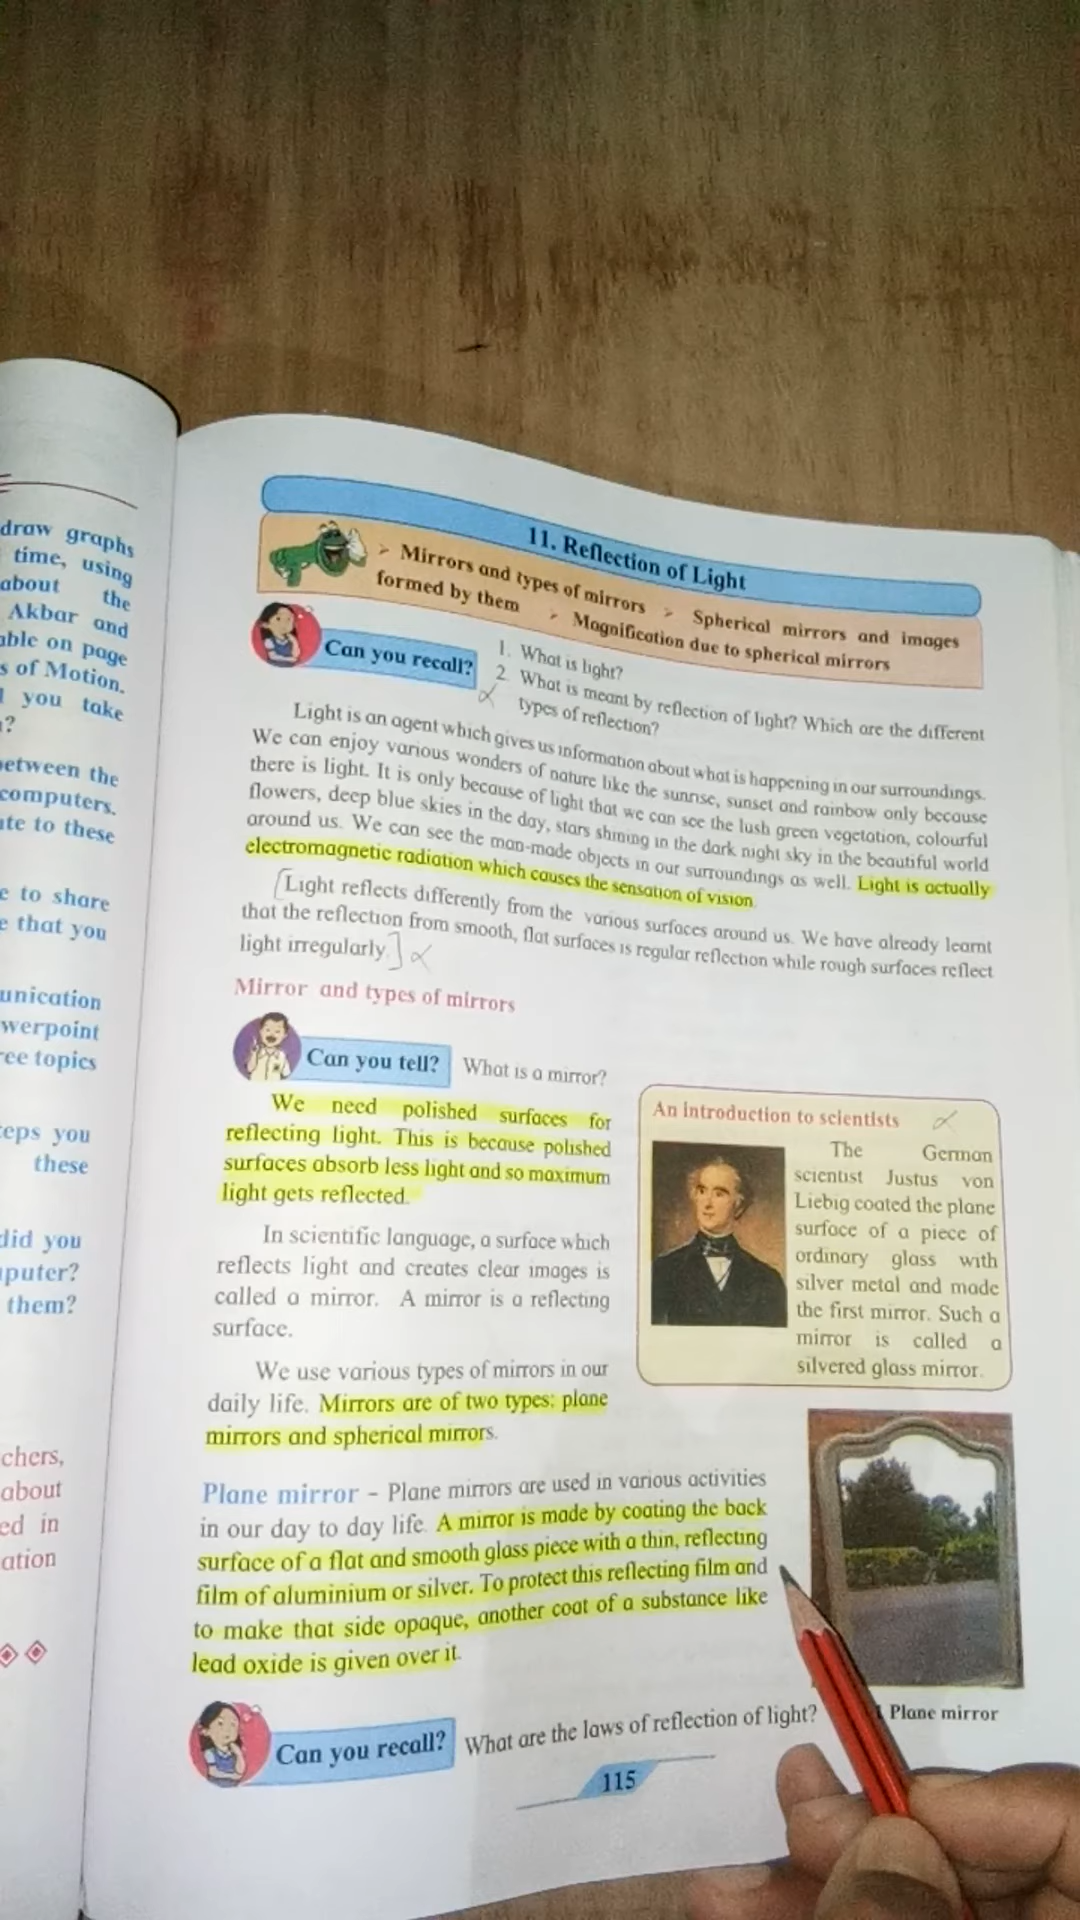 draw graphs
time, using
about the
Akbar and
able on page
s of Motion.
you take
?
between the
computers.
ate to these
e to share
e that you
unication
werpoint
ree topics
teps you
these
did you
mputer?
them?
chers,
about
ed in
ation
11. Reflection of Light
➢ Mirrors and types of mirrors ➢ Spherical mirrors and images
formed by them ➢ Magnification due to spherical mirrors
Can you recall?
1. What is light?
2. What is meant by reflection of light? Which are the different
types of reflection?
Light is an agent which gives us information about what is happening in our surroundings.
We can enjoy various wonders of nature like the sunrise, sunset and rainbow only because
there is light. It is only because of light that we can see the lush green vegetation, colourful
flowers, deep blue skies in the day, stars shining in the dark night sky in the beautiful world
around us. We can see the man-made objects in our surroundings as well. Light is actually
electromagnetic radiation which causes the sensation of vision.
Light reflects differently from the various surfaces around us. We have already learnt
that the reflection from smooth, flat surfaces is regular reflection while rough surfaces reflect
light irregularly.
Mirror and types of mirrors
Can you tell? What is a mirror?
We need polished surfaces for
reflecting light. This is because polished
surfaces absorb less light and so maximum
light gets reflected.
In scientific language, a surface which
reflects light and creates clear images is
called a mirror. A mirror is a reflecting
surface.
We use various types of mirrors in our
daily life. Mirrors are of two types: plane
mirrors and spherical mirrors.
An introduction to scientists
The German
scientist Justus von
Liebig coated the plane
surface of a piece of
ordinary glass with
silver metal and made
the first mirror. Such a
mirror is called a
silvered glass mirror.
Plane mirror - Plane mirrors are used in various activities
in our day to day life. A mirror is made by coating the back
surface of a flat and smooth glass piece with a thin, reflecting
film of aluminium or silver. To protect this reflecting film and
to make that side opaque, another coat of a substance like
lead oxide is given over it.
Plane mirror
Can you recall? What are the laws of reflection of light?
115